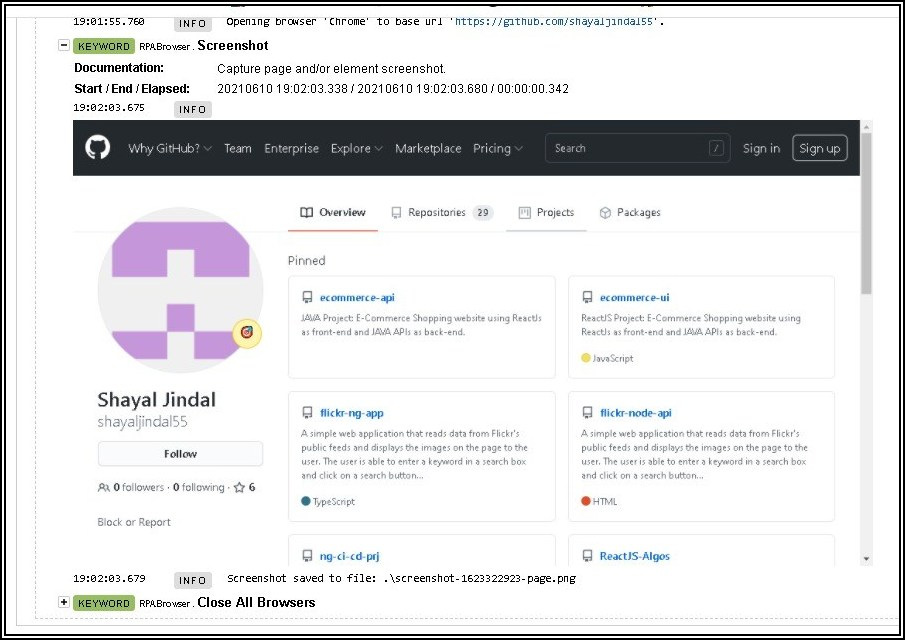 19:01:55.760 INFO Opening browser 'Chrome' to base url 'https://github.com/shayaljindal55'.
KEYWORD RPABrowser . Screenshot
Documentation: Capture page and/or element screenshot.
Start / End / Elapsed: 20210610 19:02:03.338 / 20210610 19:02:03.680 / 00:00:00.342
19:02:03.675 INFO
Why GitHub? Team Enterprise Explore Marketplace Pricing Search / Sign in Sign up
Overview Repositories 29 Projects Packages
Pinned
ecommerce-api
JAVA Project: E-Commerce Shopping website using ReactJs
as front-end and JAVA APIs as back-end.
ecommerce-ui
ReactJS Project: E-Commerce Shopping website using
ReactJs as front-end and JAVA APIs as back-end.
JavaScript
Shayal Jindal
shayaljindal55
Follow
0 followers · 0 following · 6
Block or Report
flickr-ng-app
A simple web application that reads data from Flickr's
public feeds and displays the images on the page to the
user. The user is able to enter a keyword in a search box
and click on a search button...
TypeScript
flickr-node-api
A simple web application that reads data from Flickr's
public feeds and displays the images on the page to the
user. The user is able to enter a keyword in a search box
and click on a search button...
HTML
ng-ci-cd-prj
ReactJS-Algos
19:02:03.679 INFO Screenshot saved to file: .\screenshot-1623322923-page.png
KEYWORD RPABrowser . Close All Browsers